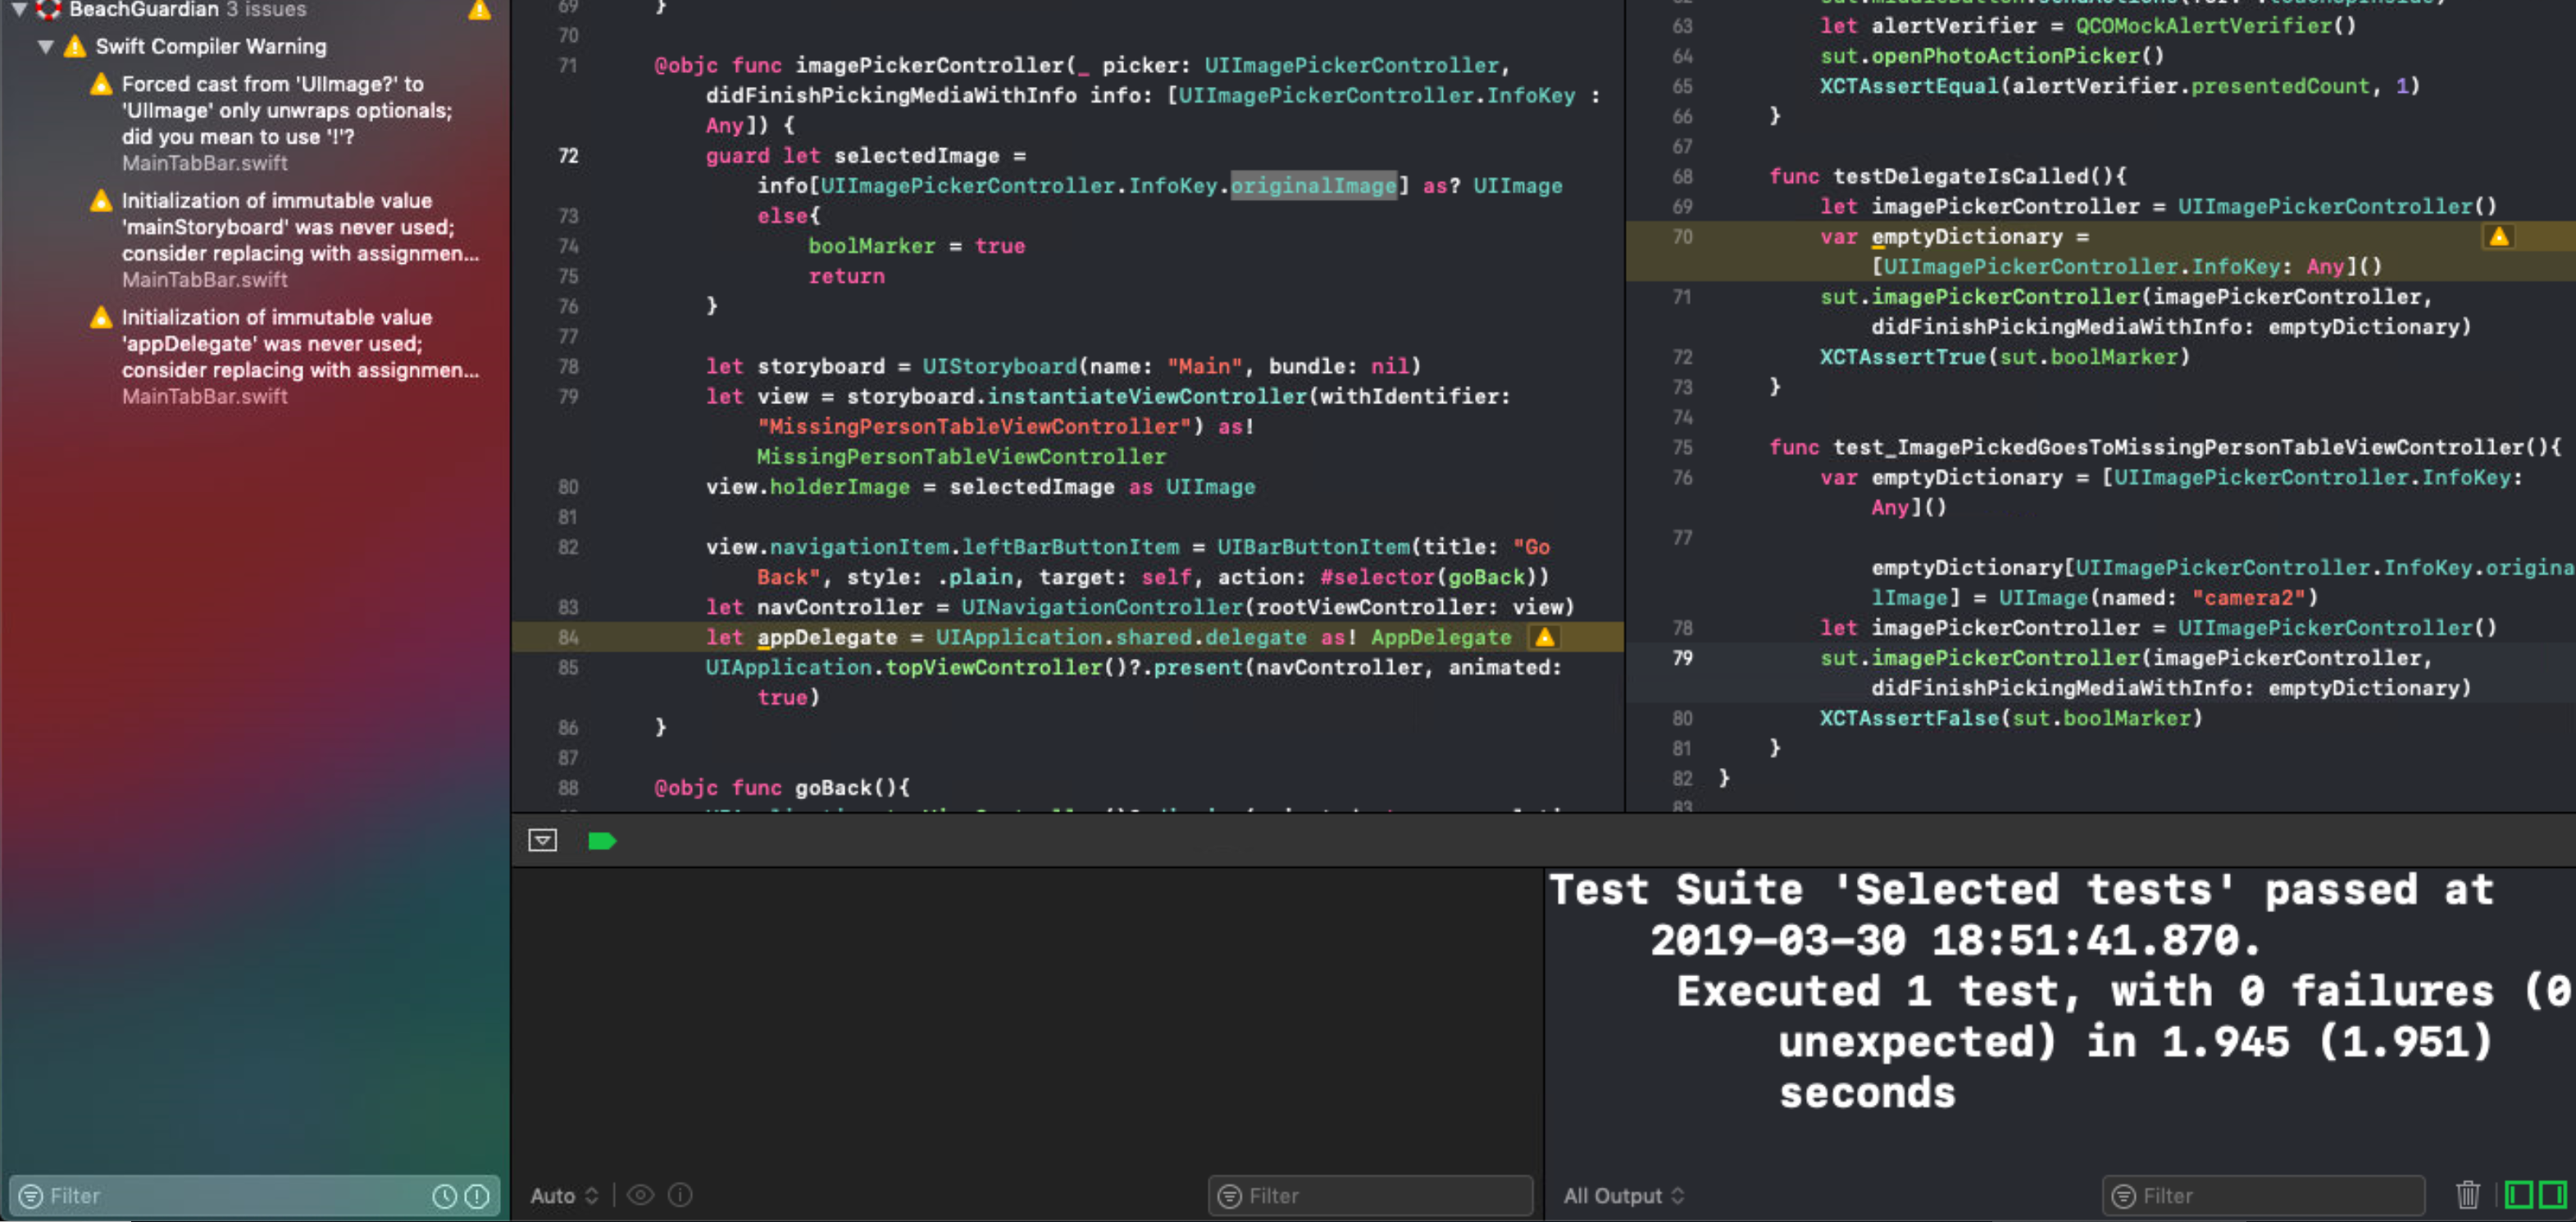 BeachGuardian 3 issues
Swift Compiler Warning
Forced cast from 'UIImage?' to
'UIImage' only unwraps optionals;
did you mean to use '!'?
MainTabBar.swift
Initialization of immutable value
'mainStoryboard' was never used;
consider replacing with assignmen...
MainTabBar.swift
Initialization of immutable value
'appDelegate' was never used;
consider replacing with assignmen...
MainTabBar.swift
Filter
69 }
70
71 @objc func imagePickerController(_ picker: UIImagePickerController,
didFinishPickingMediaWithInfo info: [UIImagePickerController.InfoKey :
Any]) {
72 guard let selectedImage =
info[UIImagePickerController.InfoKey.originalImage] as? UIImage
73 else{
74 boolMarker = true
75 return
76 }
77
78 let storyboard = UIStoryboard(name: "Main", bundle: nil)
79 let view = storyboard.instantiateViewController(withIdentifier:
"MissingPersonTableViewController") as!
MissingPersonTableViewController
80 view.holderImage = selectedImage as UIImage
81
82 view.navigationItem.leftBarButtonItem = UIBarButtonItem(title: "Go
Back", style: .plain, target: self, action: #selector(goBack))
83 let navController = UINavigationController(rootViewController: view)
84 let appDelegate = UIApplication.shared.delegate as! AppDelegate
85 UIApplication.topViewController()?.present(navController, animated:
true)
86 }
87
88 @objc func goBack(){
63 let alertVerifier = QCOMockAlertVerifier()
64 sut.openPhotoActionPicker()
65 XCTAssertEqual(alertVerifier.presentedCount, 1)
66 }
67
68 func testDelegateIsCalled(){
69 let imagePickerController = UIImagePickerController()
70 var emptyDictionary =
[UIImagePickerController.InfoKey: Any]()
71 sut.imagePickerController(imagePickerController,
didFinishPickingMediaWithInfo: emptyDictionary)
72 XCTAssertTrue(sut.boolMarker)
73 }
74
75 func test_ImagePickedGoesToMissingPersonTableViewController(){
76 var emptyDictionary = [UIImagePickerController.InfoKey:
Any]()
77
emptyDictionary[UIImagePickerController.InfoKey.origina
lImage] = UIImage(named: "camera2")
78 let imagePickerController = UIImagePickerController()
79 sut.imagePickerController(imagePickerController,
didFinishPickingMediaWithInfo: emptyDictionary)
80 XCTAssertFalse(sut.boolMarker)
81 }
82 }
83
Auto
Filter
Test Suite 'Selected tests' passed at
2019-03-30 18:51:41.870.
Executed 1 test, with 0 failures (0
unexpected) in 1.945 (1.951)
seconds
All Output
Filter